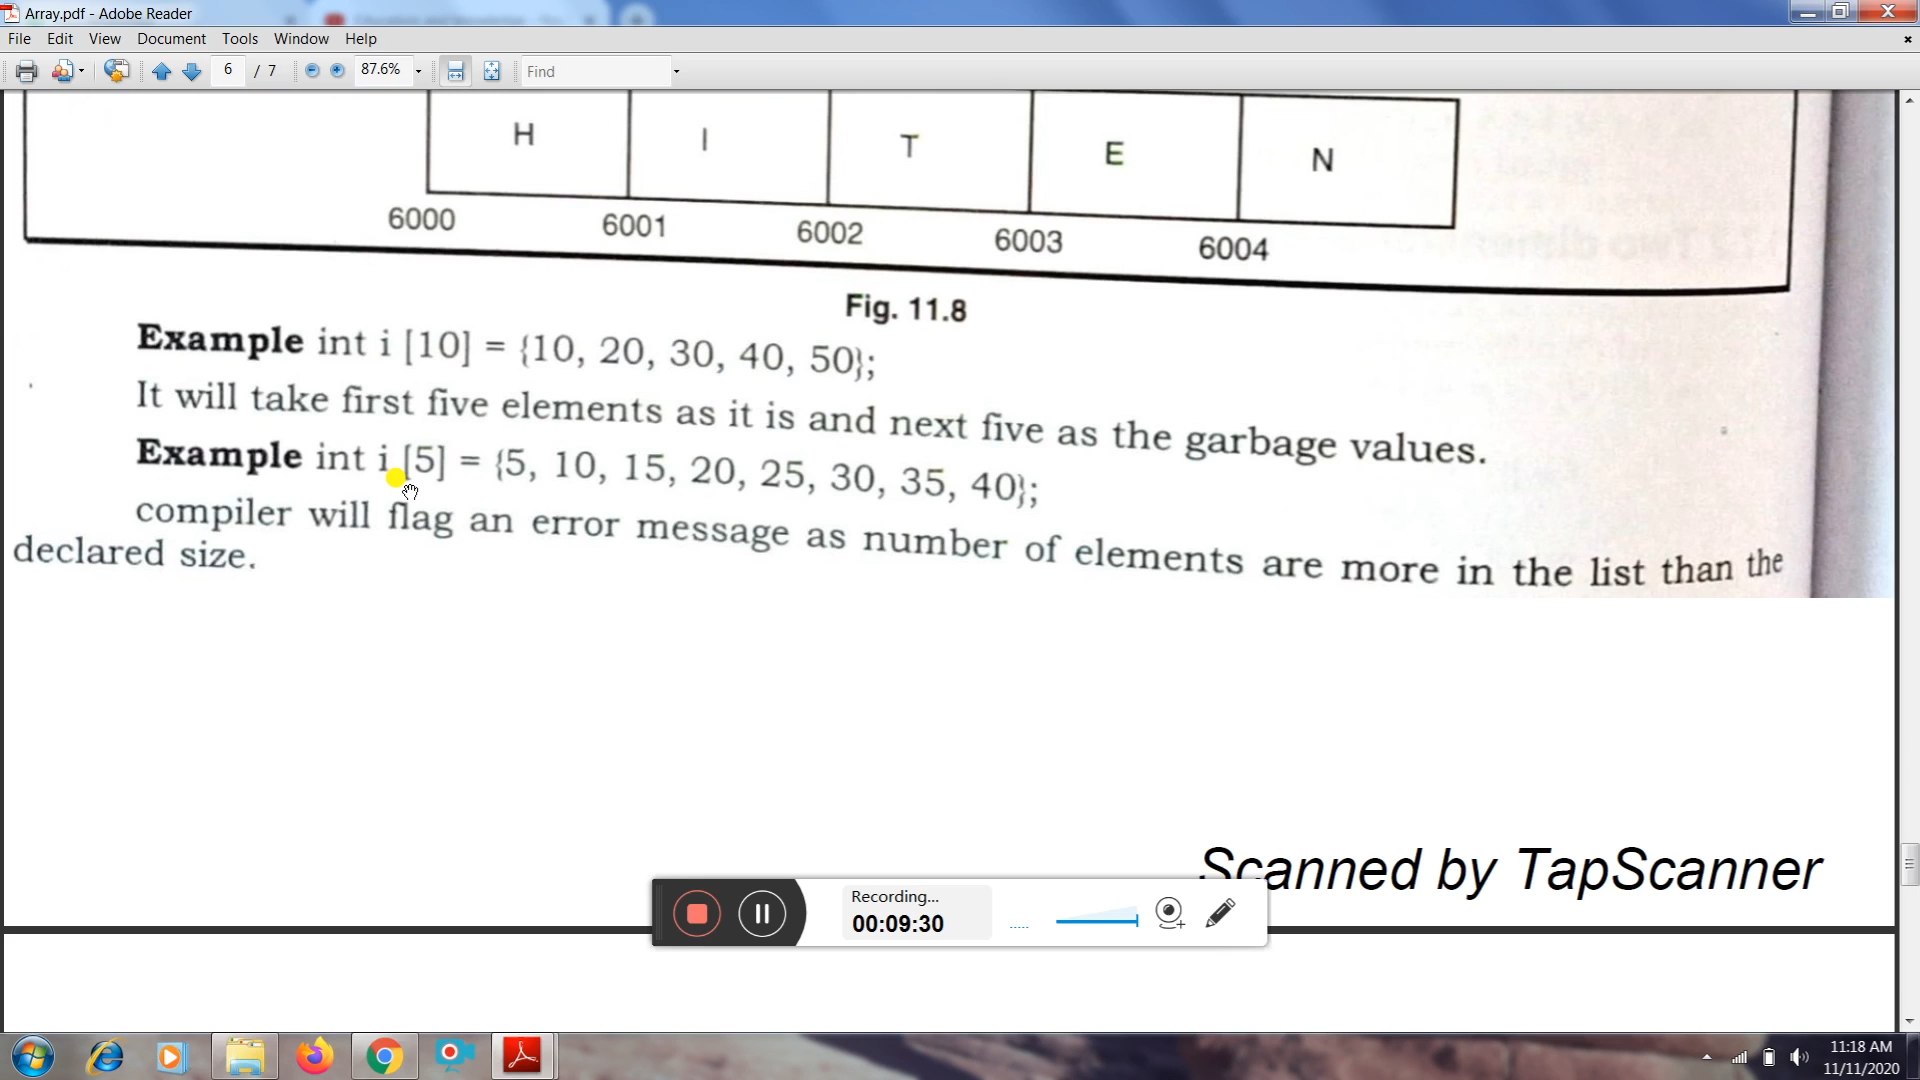 Array.pdf - Adobe Reader
File Edit View Document Tools Window Help
6 / 7 87.6% Find
H I T E N
6000 6001 6002 6003 6004
Fig. 11.8
Example int i [10] = {10, 20, 30, 40, 50};
It will take first five elements as it is and next five as the garbage values.
Example int i [5] = {5, 10, 15, 20, 25, 30, 35, 40};
compiler will flag an error message as number of elements are more in the list than the
declared size.
Scanned by TapScanner
Recording...
00:09:30
11:18 AM
11/11/2020